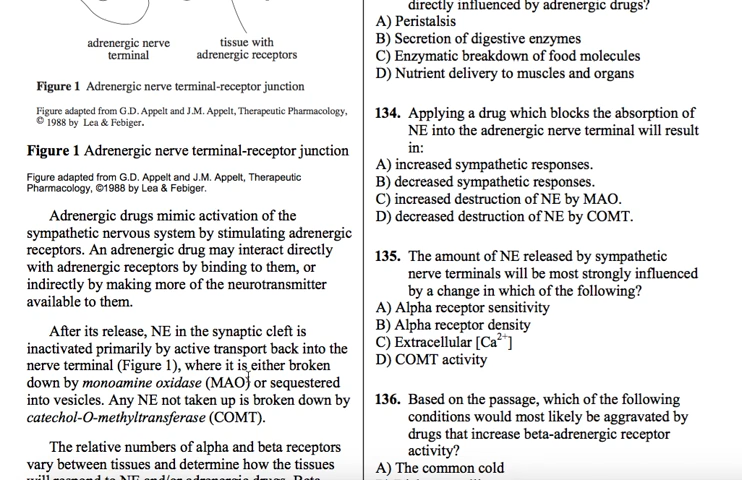 adrenergic nerve
terminal
tissue with
adrenergic receptors
Figure 1 Adrenergic nerve terminal-receptor junction
Figure adapted from G.D. Appelt and J.M. Appelt, Therapeutic Pharmacology,
© 1988 by Lea & Febiger.
Figure 1 Adrenergic nerve terminal-receptor junction
Figure adapted from G.D. Appelt and J.M. Appelt, Therapeutic
Pharmacology, ©1988 by Lea & Febiger.
Adrenergic drugs mimic activation of the
sympathetic nervous system by stimulating adrenergic
receptors. An adrenergic drug may interact directly
with adrenergic receptors by binding to them, or
indirectly by making more of the neurotransmitter
available to them.
After its release, NE in the synaptic cleft is
inactivated primarily by active transport back into the
nerve terminal (Figure 1), where it is either broken
down by monoamine oxidase (MAO) or sequestered
into vesicles. Any NE not taken up is broken down by
catechol-O-methyltransferase (COMT).
The relative numbers of alpha and beta receptors
vary between tissues and determine how the tissues
will respond to NE and/or adrenergic drugs. Beta
directly influenced by adrenergic drugs?
A) Peristalsis
B) Secretion of digestive enzymes
C) Enzymatic breakdown of food molecules
D) Nutrient delivery to muscles and organs
134. Applying a drug which blocks the absorption of
NE into the adrenergic nerve terminal will result
in:
A) increased sympathetic responses.
B) decreased sympathetic responses.
C) increased destruction of NE by MAO.
D) decreased destruction of NE by COMT.
135. The amount of NE released by sympathetic
nerve terminals will be most strongly influenced
by a change in which of the following?
A) Alpha receptor sensitivity
B) Alpha receptor density
C) Extracellular [Ca²⁺]
D) COMT activity
136. Based on the passage, which of the following
conditions would most likely be aggravated by
drugs that increase beta-adrenergic receptor
activity?
A) The common cold